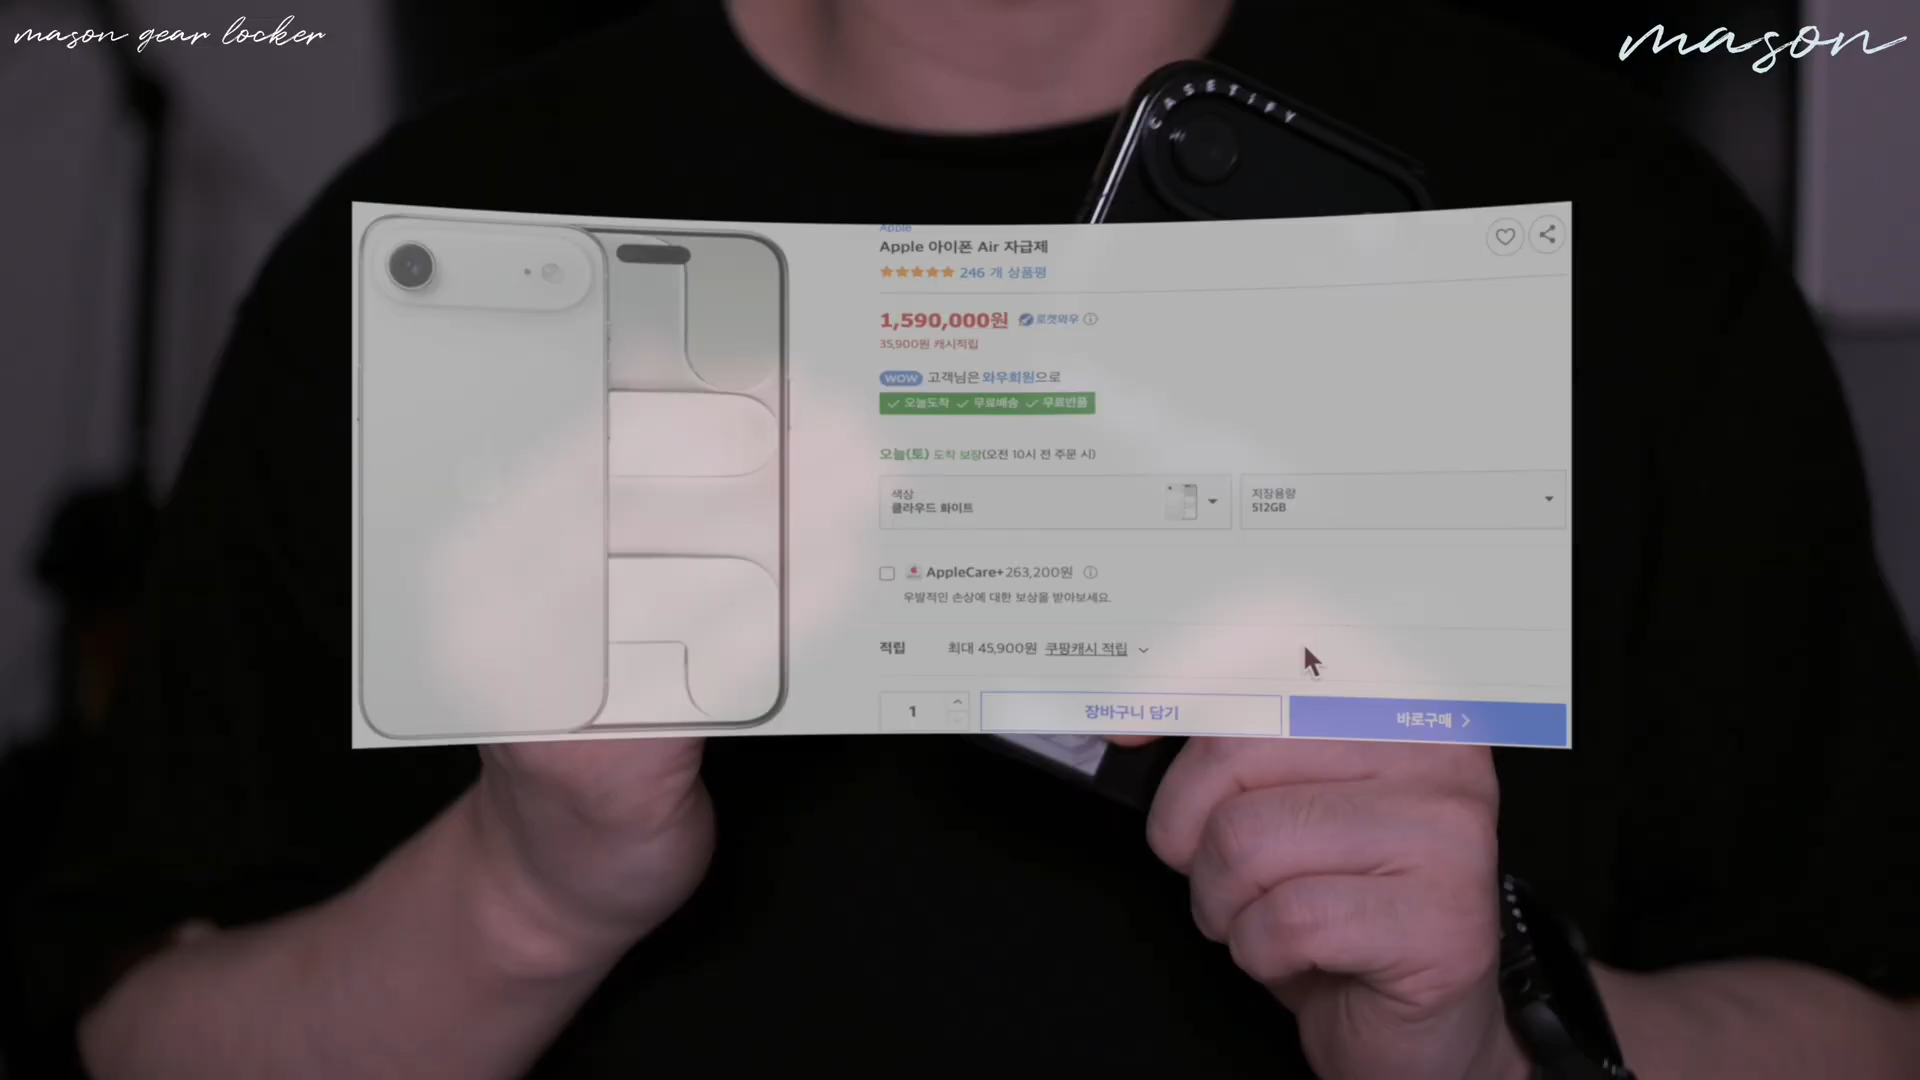 mason gear locker
mason
CASETiFY
Apple
Apple 아이폰 Air 자급제
246 개 상품평
1,590,000원 로켓와우
35,900원 캐시적립
WOW 고객님은 와우회원으로
오늘도착 무료배송 무료반품
오늘(토) 도착 보장(오전 10시 전 주문 시)
색상
클라우드 화이트
저장용량
512GB
AppleCare+ 263,200원
우발적인 손상에 대한 보상을 받아보세요.
적립 최대 45,900원 쿠팡캐시 적립
1
장바구니 담기
바로구매